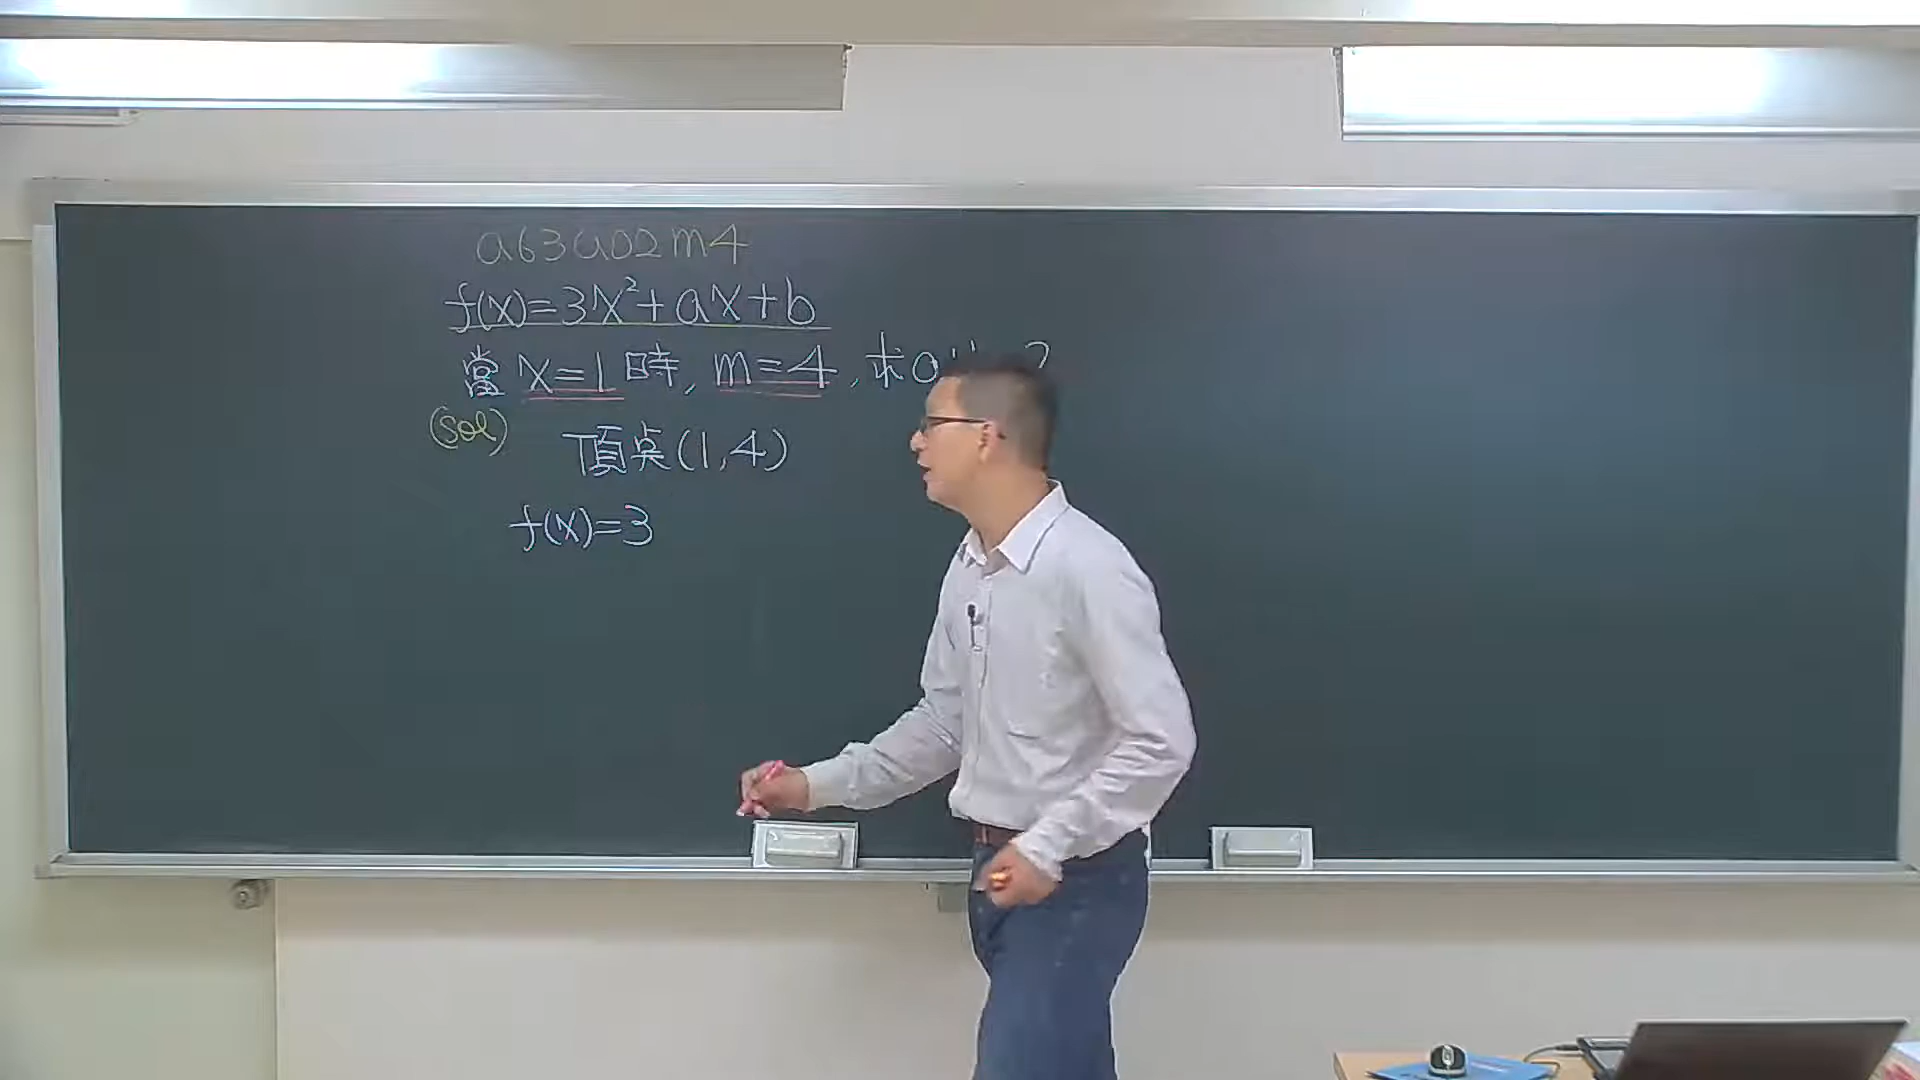 a63a02m4
f(x)=3x²+ax+b
當x=1時,m=4,求a
(sol) 頂点(1,4)
f(x)=3